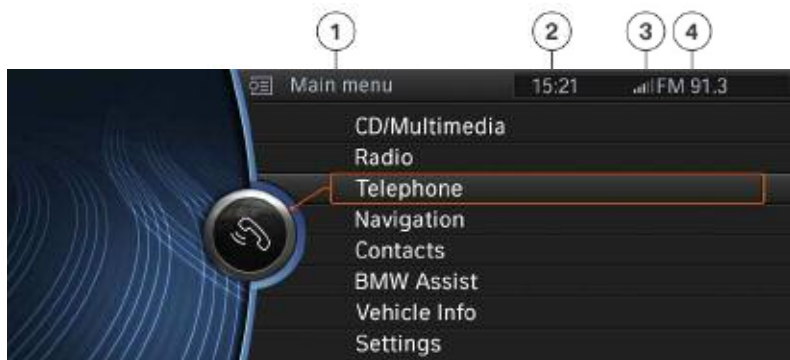 1 2 3 4
Main menu 15:21 FM 91.3
CD/Multimedia
Radio
Telephone
Navigation
Contacts
BMW Assist
Vehicle Info
Settings